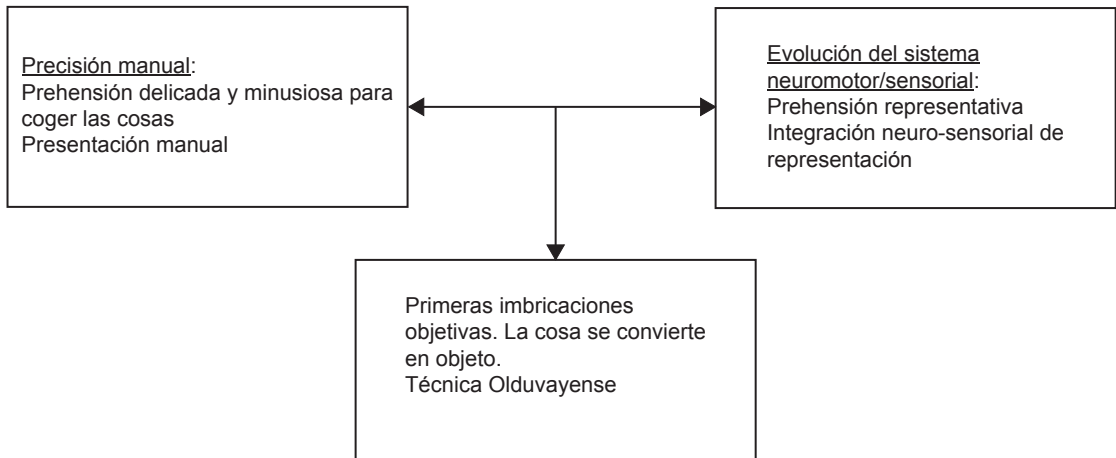 Precisión manual:
Prehensión delicada y minusiosa para
coger las cosas
Presentación manual
Evolución del sistema
neuromotor/sensorial:
Prehensión representativa
Integración neuro-sensorial de
representación
Primeras imbricaciones
objetivas. La cosa se convierte
en objeto.
Técnica Olduvayense